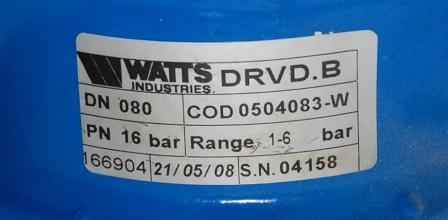 WATTS INDUSTRIES. DRVD.B
DN 080 COD 0504083-W
PN 16 bar Range 1-6 bar
166904 21/05/08 S.N. 04158